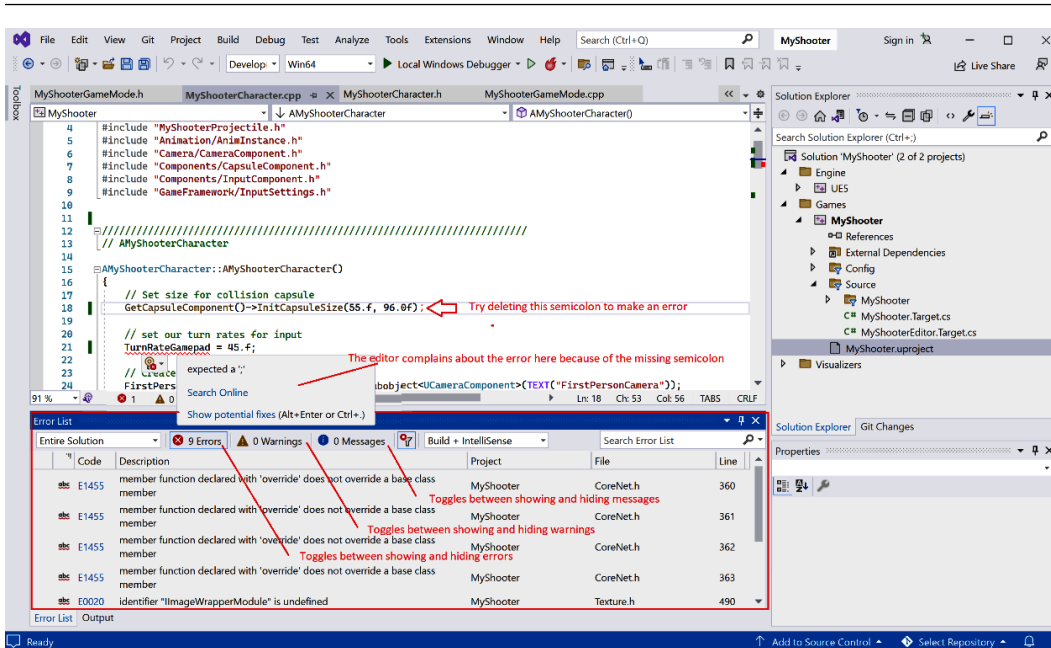 File Edit View Git Project Build Debug Test Analyze Tools Extensions Window Help Search (Ctrl+Q) MyShooter Sign in
Develop Win64 Local Windows Debugger Live Share
Toolbox
MyShooterGameMode.h MyShooterCharacter.cpp MyShooterCharacter.h MyShooterGameMode.cpp
MyShooter AMyShooterCharacter AMyShooterCharacter()
4 #include "MyShooterProjectile.h"
5 #include "Animation/AnimInstance.h"
6 #include "Camera/CameraComponent.h"
7 #include "Components/CapsuleComponent.h"
8 #include "Components/InputComponent.h"
9 #include "GameFramework/InputSettings.h"
10
11
12 //////////////////////////////////////////////////////////////////////////
13 // AMyShooterCharacter
14
15 AMyShooterCharacter::AMyShooterCharacter()
16 {
17 // Set size for collision capsule
18 GetCapsuleComponent()->InitCapsuleSize(55.f, 96.0f); Try deleting this semicolon to make an error
19
20 // set our turn rates for input
21 TurnRateGamepad = 45.f;
The editor complains about the error here because of the missing semicolon
22 expected a ';'
23 // Create
24 FirstPers abobject<UCameraComponent>(TEXT("FirstPersonCamera"));
Search Online
Show potential fixes (Alt+Enter or Ctrl+.)
91 % 1 0 Ln: 18 Ch: 53 Col: 56 TABS CRLF
Error List
Entire Solution 9 Errors 0 Warnings 0 Messages Build + IntelliSense Search Error List
Code Description Project File Line
abc E1455 member function declared with 'override' does not override a base class member MyShooter CoreNet.h 360
Toggles between showing and hiding messages
abc E1455 member function declared with 'override' does not override a base class member MyShooter CoreNet.h 361
Toggles between showing and hiding warnings
abc E1455 member function declared with 'override' does not override a base class member MyShooter CoreNet.h 362
Toggles between showing and hiding errors
abc E1455 member function declared with 'override' does not override a base class member MyShooter CoreNet.h 363
abc E0020 identifier "IImageWrapperModule" is undefined MyShooter Texture.h 490
Error List Output
Solution Explorer
Search Solution Explorer (Ctrl+;)
Solution 'MyShooter' (2 of 2 projects)
Engine
UE5
Games
MyShooter
References
External Dependencies
Config
Source
MyShooter
C# MyShooter.Target.cs
C# MyShooterEditor.Target.cs
MyShooter.uproject
Visualizers
Solution Explorer Git Changes
Properties
Ready Add to Source Control Select Repository